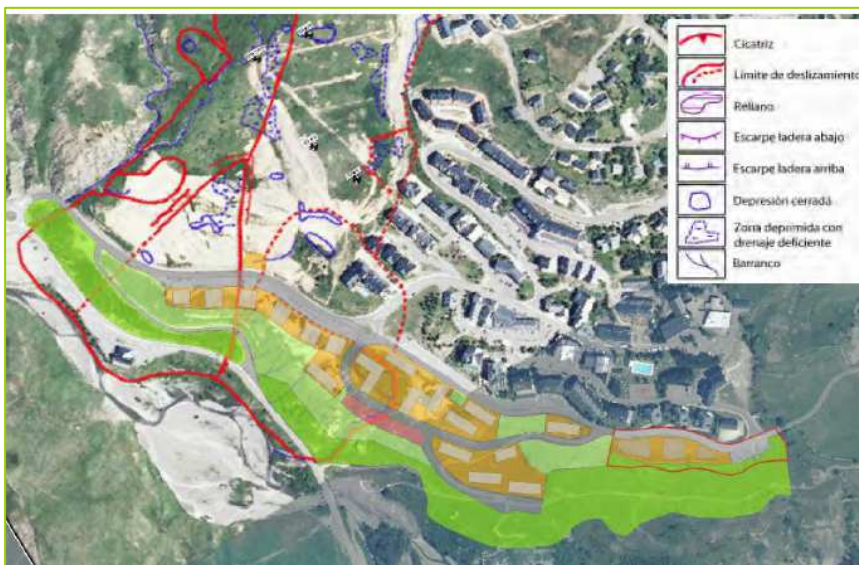 Cicatriz
Límite de deslizamiento
Rellano
Escarpe ladera abajo
Escarpe ladera arriba
Depresión cerrada
Zona deprimida con
drenaje deficiente
Barranco